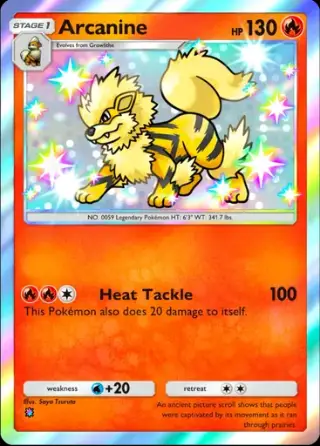 STAGE 1
Arcanine
HP 130
Evolves from Growlithe
NO. 0059 Legendary Pokémon HT: 6'3" WT: 341.7 lbs.
Heat Tackle 100
This Pokémon also does 20 damage to itself.
weakness +20 retreat
Illus. Saya Tsuruta
An ancient picture scroll shows that people
were captivated by its movement as it ran
through prairies.